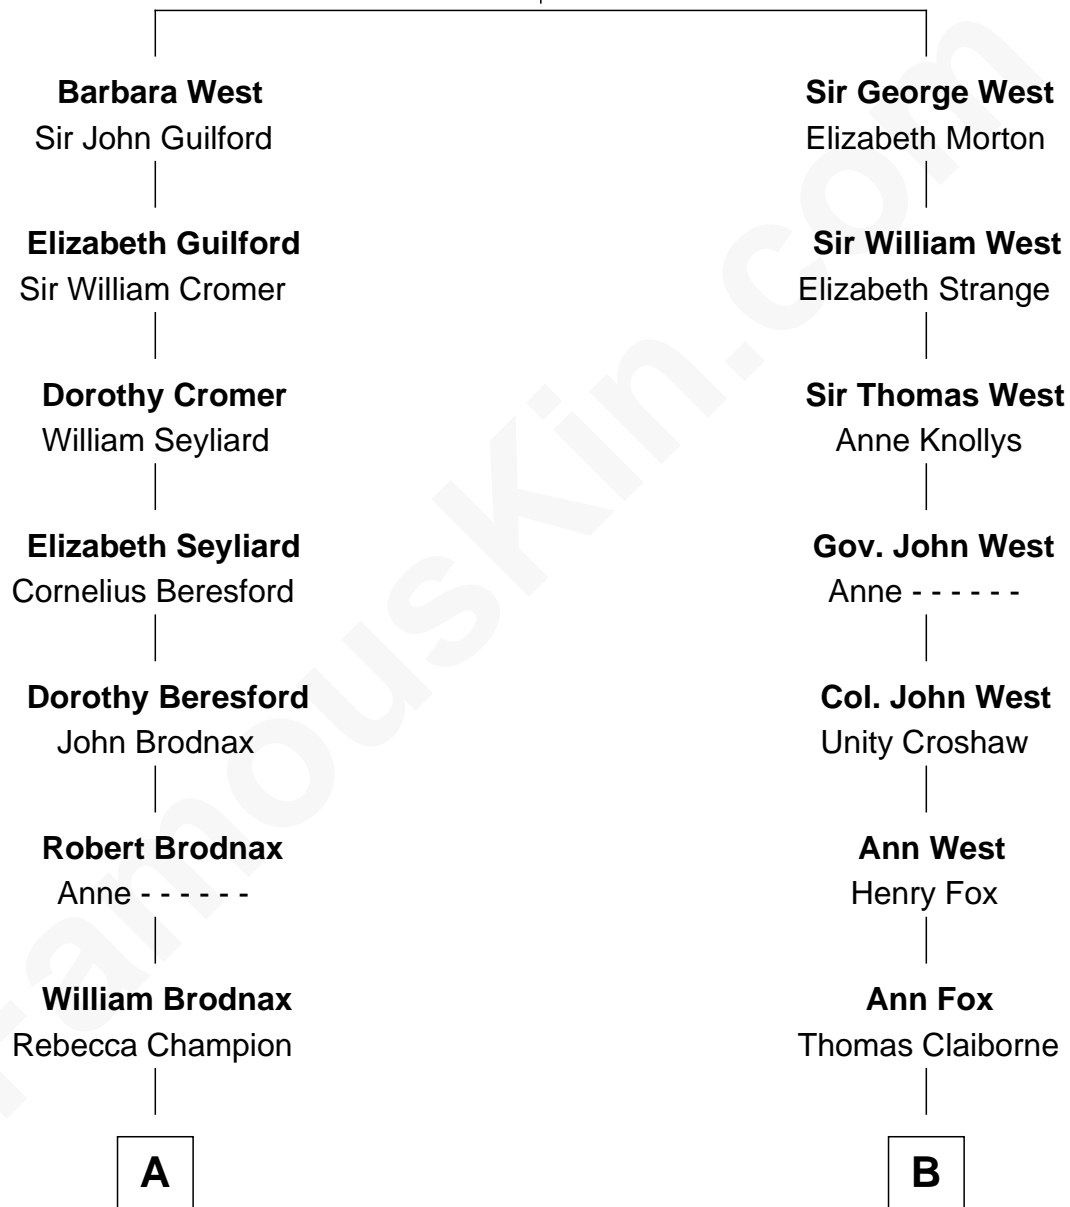 Barbara West
Sir John Guilford
Elizabeth Guilford
Sir William Cromer
Dorothy Cromer
William Seyliard
Elizabeth Seyliard
Cornelius Beresford
Dorothy Beresford
John Brodnax
Robert Brodnax
Anne - - - - - -
William Brodnax
Rebecca Champion
A
Sir George West
Elizabeth Morton
Sir William West
Elizabeth Strange
Sir Thomas West
Anne Knollys
Gov. John West
Anne - - - - - -
Col. John West
Unity Croshaw
Ann West
Henry Fox
Ann Fox
Thomas Claiborne
B
FamousKin.com